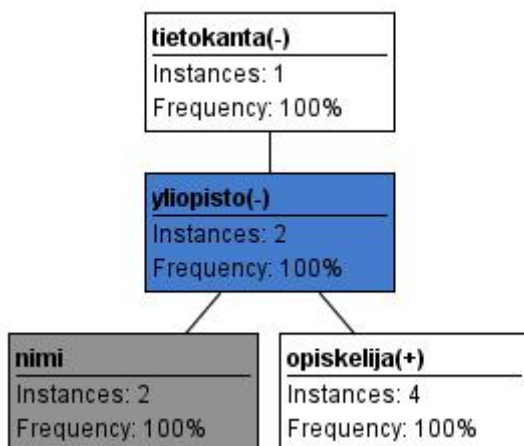 tietokanta(-)
Instances: 1
Frequency: 100%
yliopisto(-)
Instances: 2
Frequency: 100%
nimi
Instances: 2
Frequency: 100%
opiskelija(+)
Instances: 4
Frequency: 100%